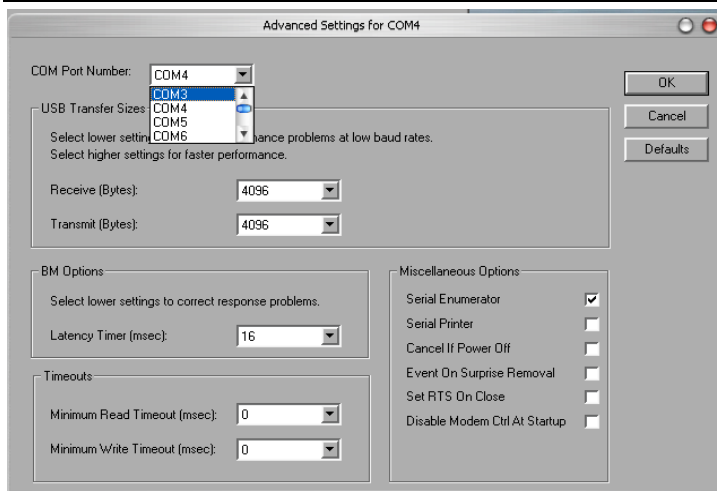 Advanced Settings for COM4
COM Port Number:
COM4
COM3
COM4
COM5
COM6
OK
Cancel
Defaults
USB Transfer Sizes
Select lower settin mance problems at low baud rates.
Select higher settings for faster performance.
Receive (Bytes):
4096
Transmit (Bytes):
4096
BM Options
Select lower settings to correct response problems.
Latency Timer (msec):
16
Timeouts
Minimum Read Timeout (msec):
0
Minimum Write Timeout (msec):
0
Miscellaneous Options
Serial Enumerator
Serial Printer
Cancel If Power Off
Event On Surprise Removal
Set RTS On Close
Disable Modem Ctrl At Startup